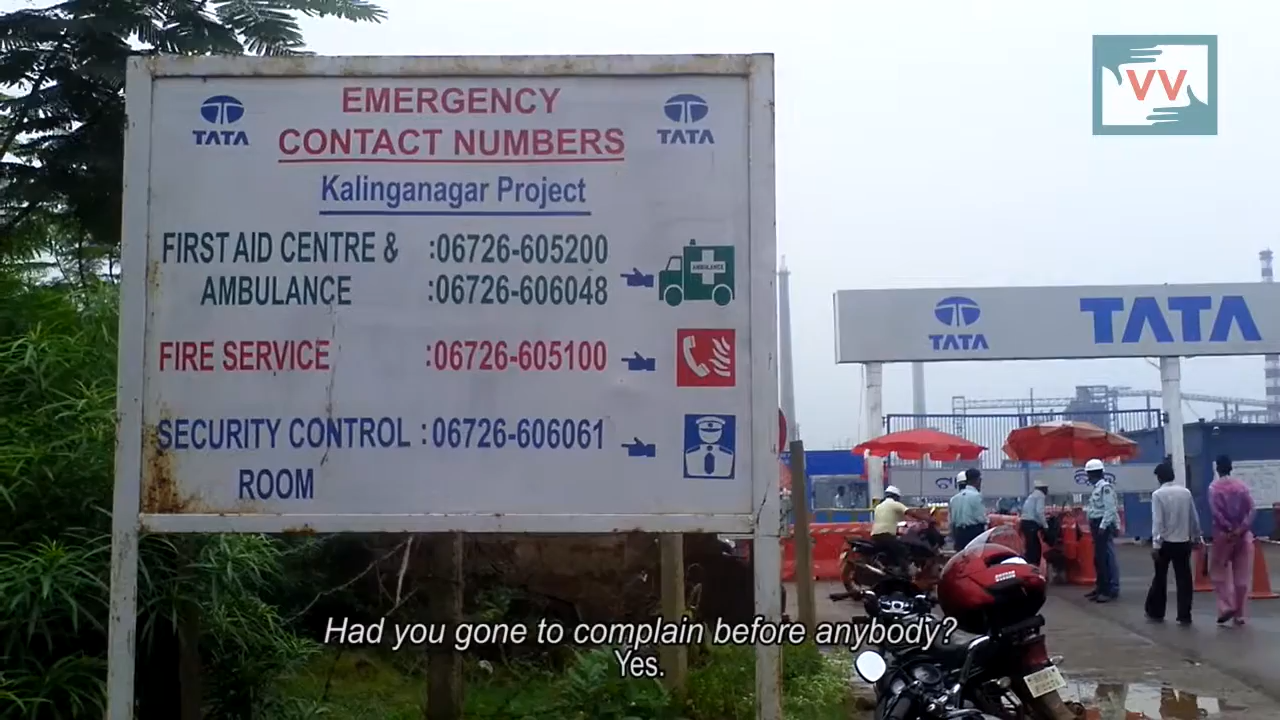 VV
TATA
EMERGENCY
TATA
CONTACT NUMBERS
Kalinganagar Project
FIRST AID CENTRE & :06726-605200
AMBULANCE :06726-606048
AMBULANCE
FIRE SERVICE :06726-605100
SECURITY CONTROL :06726-606061
ROOM
TATA
TATA
Had you gone to complain before anybody?
Yes.